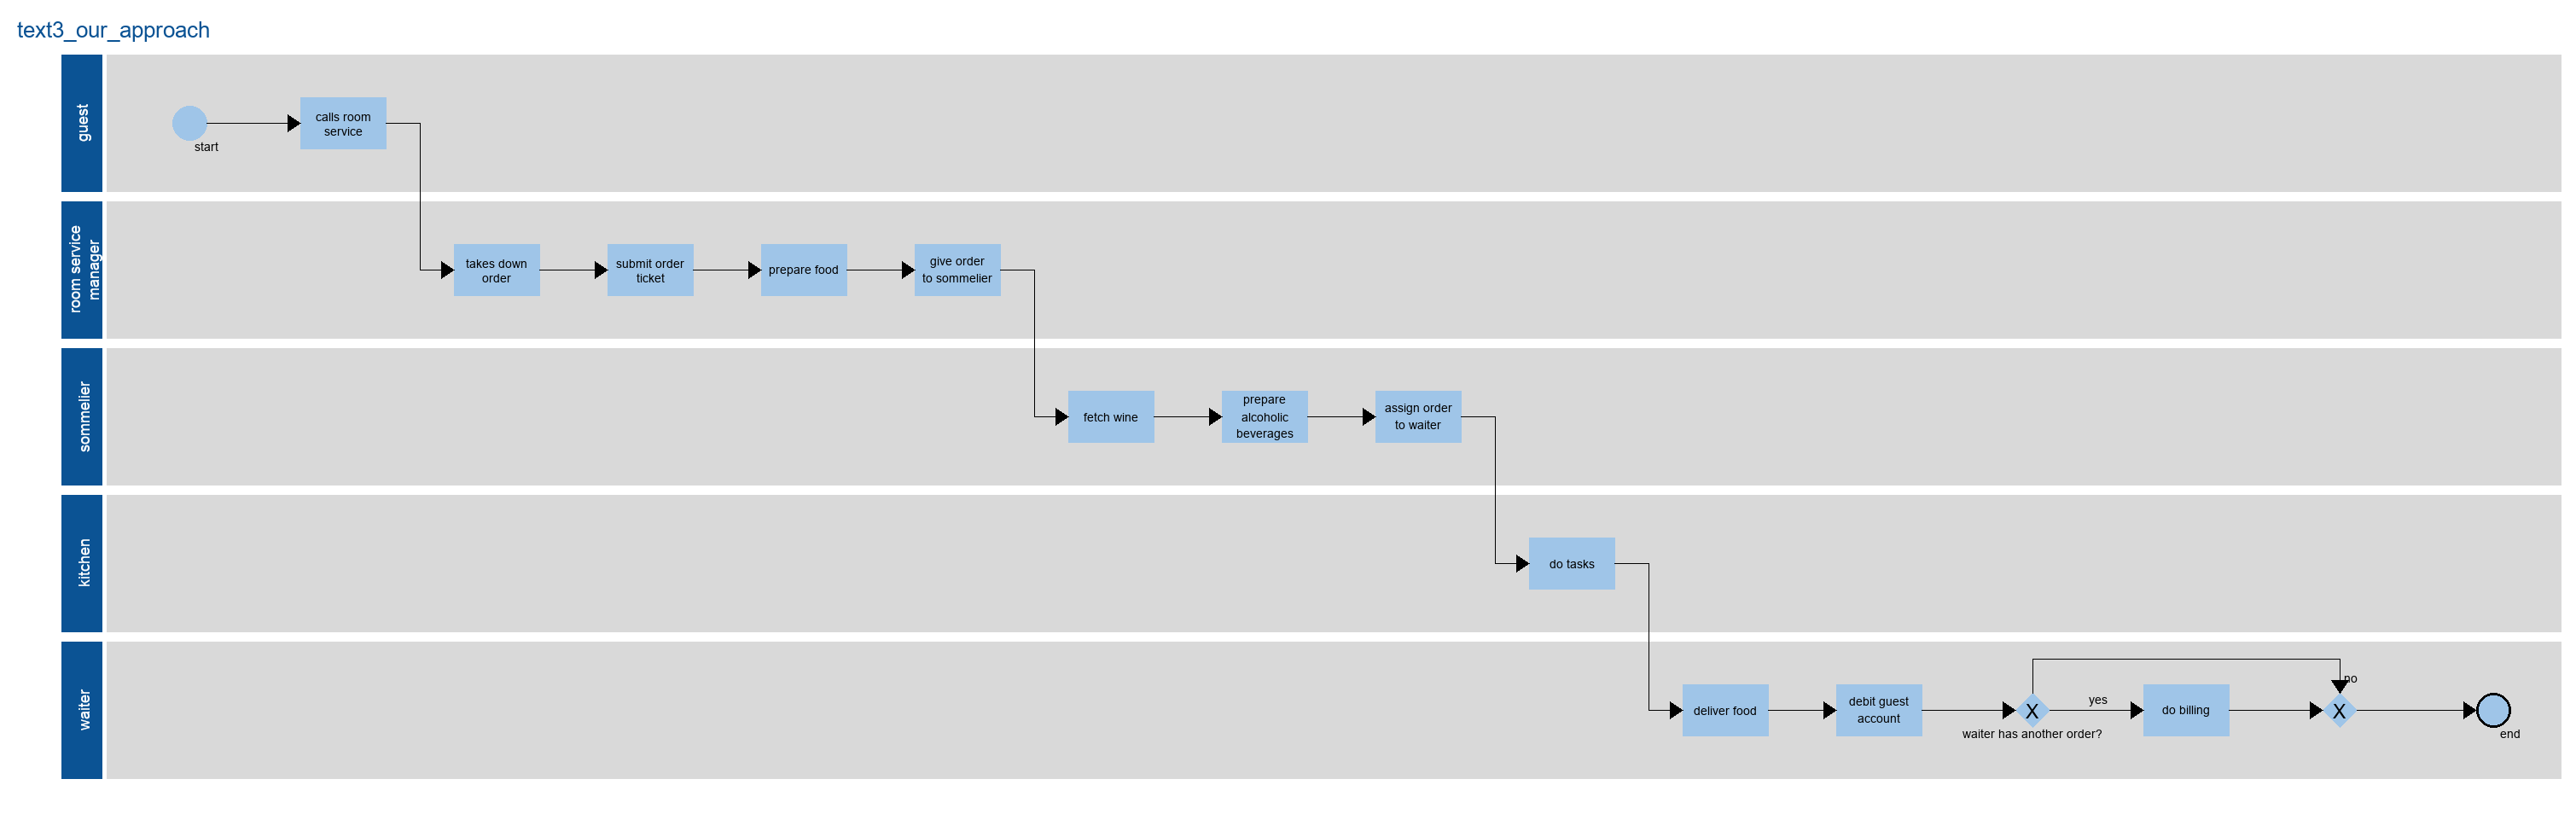 text3_our_approach
guest
start
calls room
service
room service
manager
takes down
order
submit order
ticket
prepare food
give order
to sommelier
sommelier
fetch wine
prepare
alcoholic
beverages
assign order
to waiter
kitchen
do tasks
waiter
deliver food
debit guest
account
X
waiter has another order?
yes
do billing
no
X
end